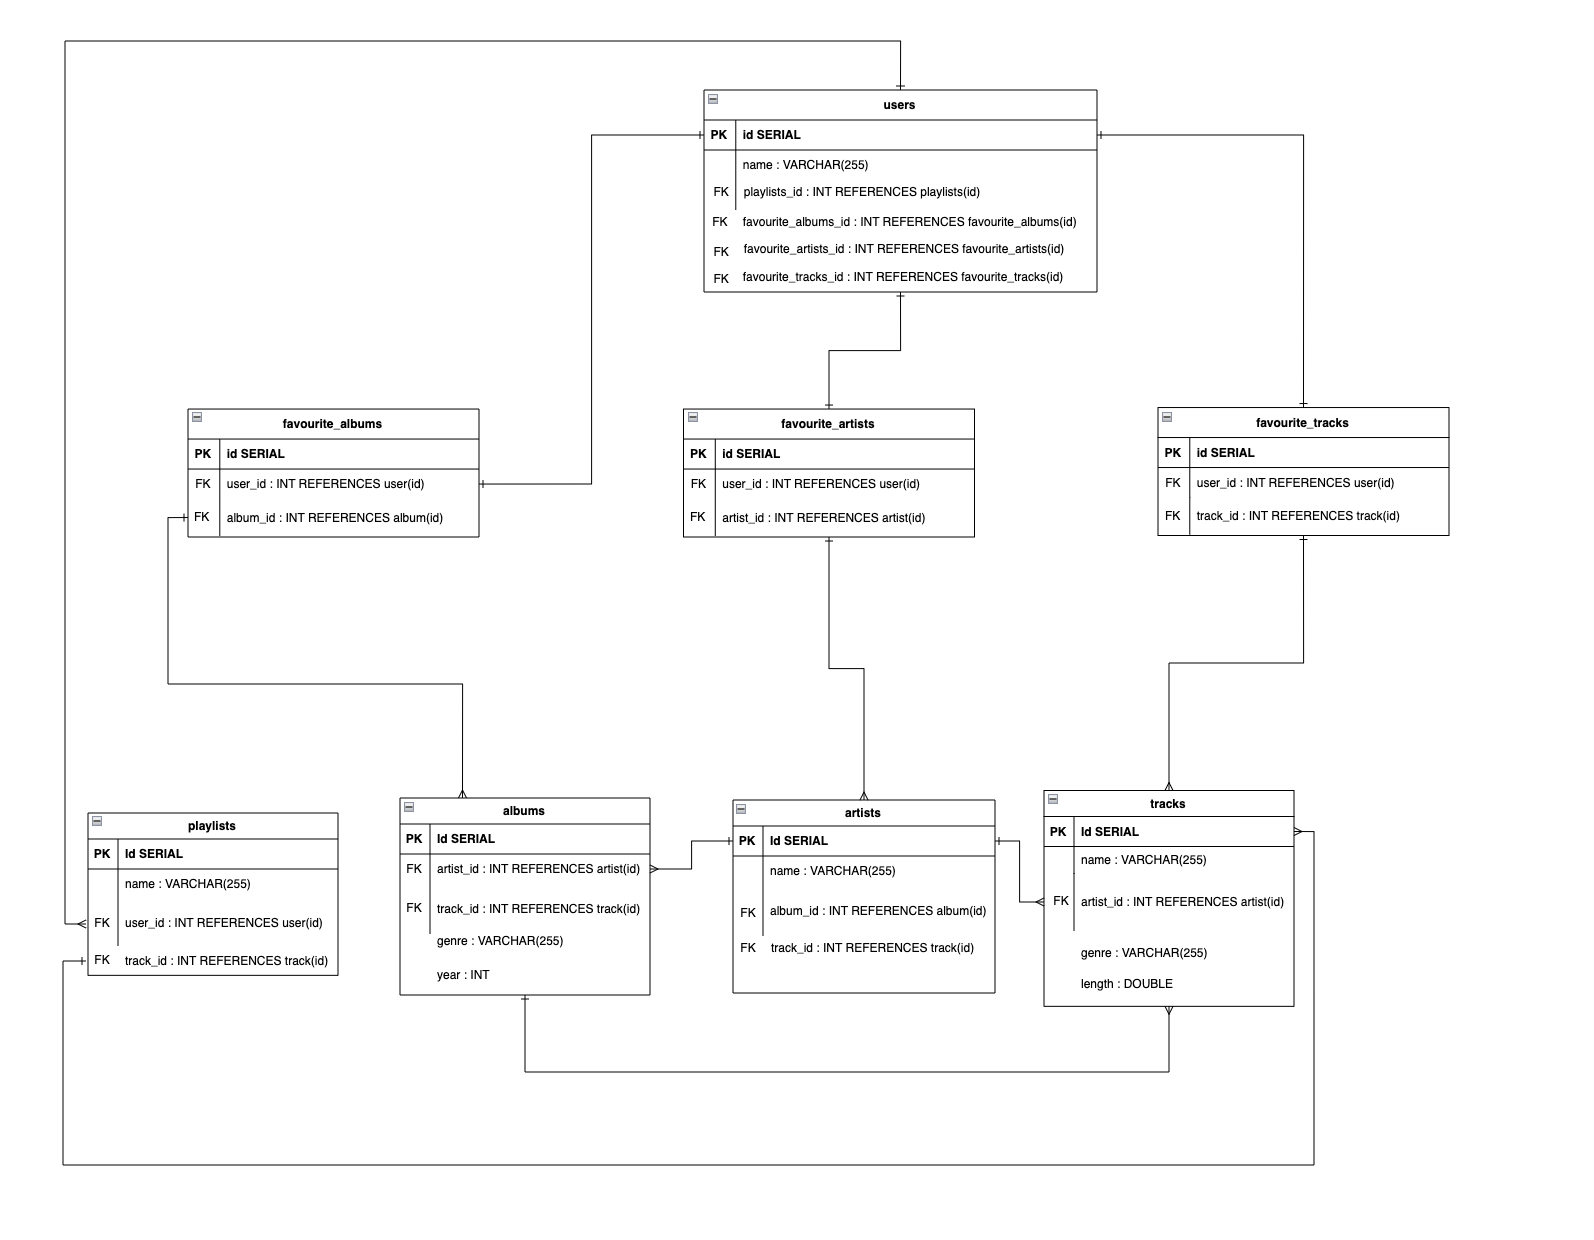 users
PK id SERIAL
name : VARCHAR(255)
FK playlists_id : INT REFERENCES playlists(id)
FK favourite_albums_id : INT REFERENCES favourite_albums(id)
FK favourite_artists_id : INT REFERENCES favourite_artists(id)
FK favourite_tracks_id : INT REFERENCES favourite_tracks(id)
favourite_albums
PK id SERIAL
FK user_id : INT REFERENCES user(id)
FK album_id : INT REFERENCES album(id)
favourite_artists
PK id SERIAL
FK user_id : INT REFERENCES user(id)
FK artist_id : INT REFERENCES artist(id)
favourite_tracks
PK id SERIAL
FK user_id : INT REFERENCES user(id)
FK track_id : INT REFERENCES track(id)
playlists
PK Id SERIAL
name : VARCHAR(255)
FK user_id : INT REFERENCES user(id)
FK track_id : INT REFERENCES track(id)
albums
PK Id SERIAL
FK artist_id : INT REFERENCES artist(id)
FK track_id : INT REFERENCES track(id)
genre : VARCHAR(255)
year : INT
artists
PK Id SERIAL
name : VARCHAR(255)
FK album_id : INT REFERENCES album(id)
FK track_id : INT REFERENCES track(id)
tracks
PK Id SERIAL
name : VARCHAR(255)
FK artist_id : INT REFERENCES artist(id)
genre : VARCHAR(255)
length : DOUBLE